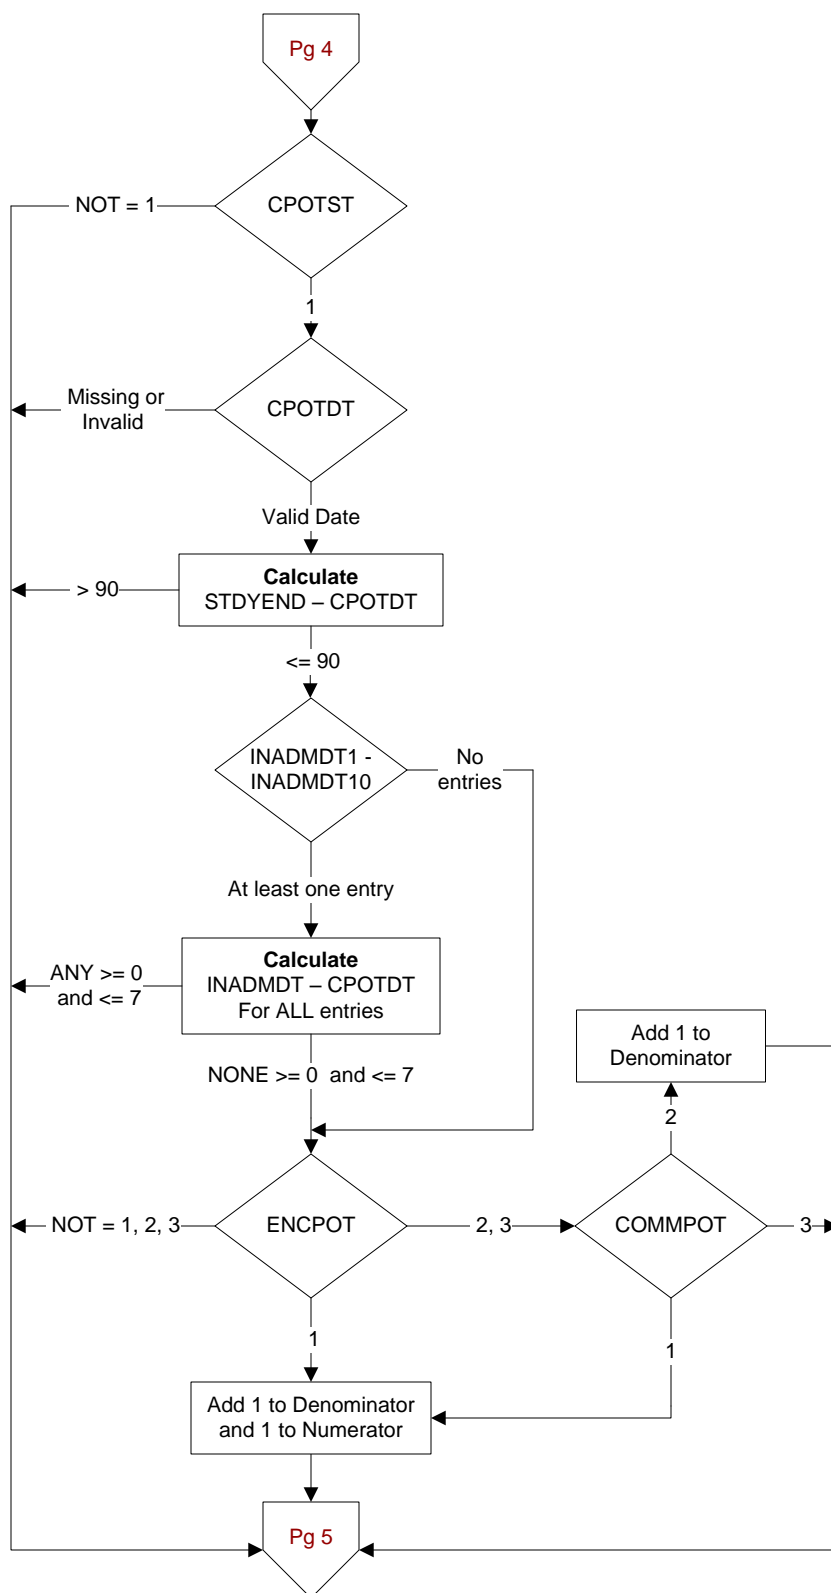 Pg 4
CPOTST
NOT = 1
1
CPOTDT
Missing or
Invalid
Valid Date
Calculate
STDYEND – CPOTDT
> 90
<= 90
INADMDT1 -
INADMDT10
No
entries
At least one entry
Calculate
INADMDT – CPOTDT
For ALL entries
ANY >= 0
and <= 7
NONE >= 0 and <= 7
Add 1 to
Denominator
2
NOT = 1, 2, 3
ENCPOT
2, 3
COMMPOT
3
1
1
Add 1 to Denominator
and 1 to Numerator
Pg 5